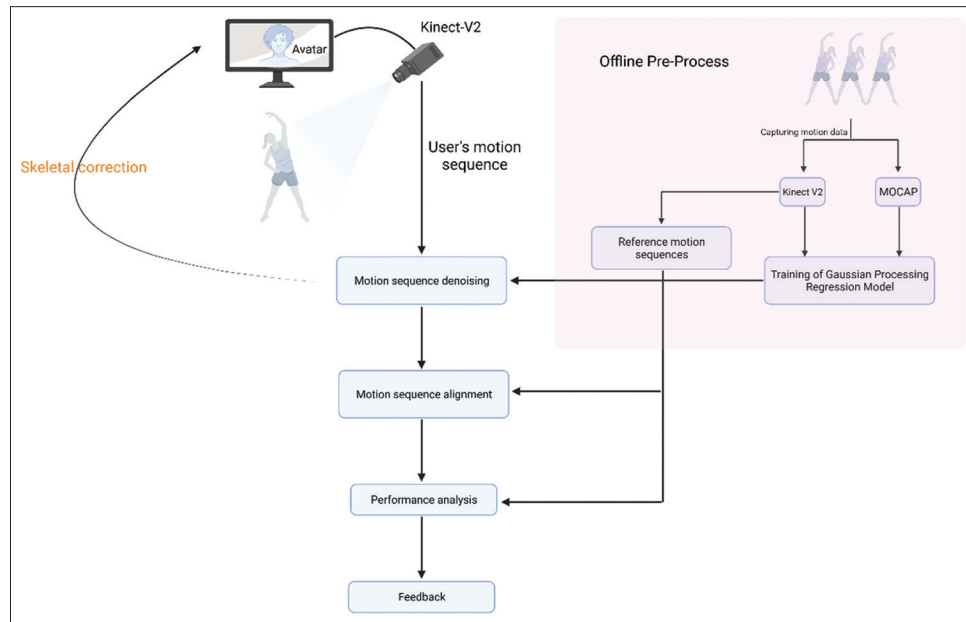 Kinect-V2
Avatar
Offline Pre-Process
Capturing motion data
User's motion
sequence
Skeletal correction
Kinect V2
MOCAP
Reference motion
sequences
Motion sequence denoising
Training of Gaussian Processing
Regression Model
Motion sequence alignment
Performance analysis
Feedback